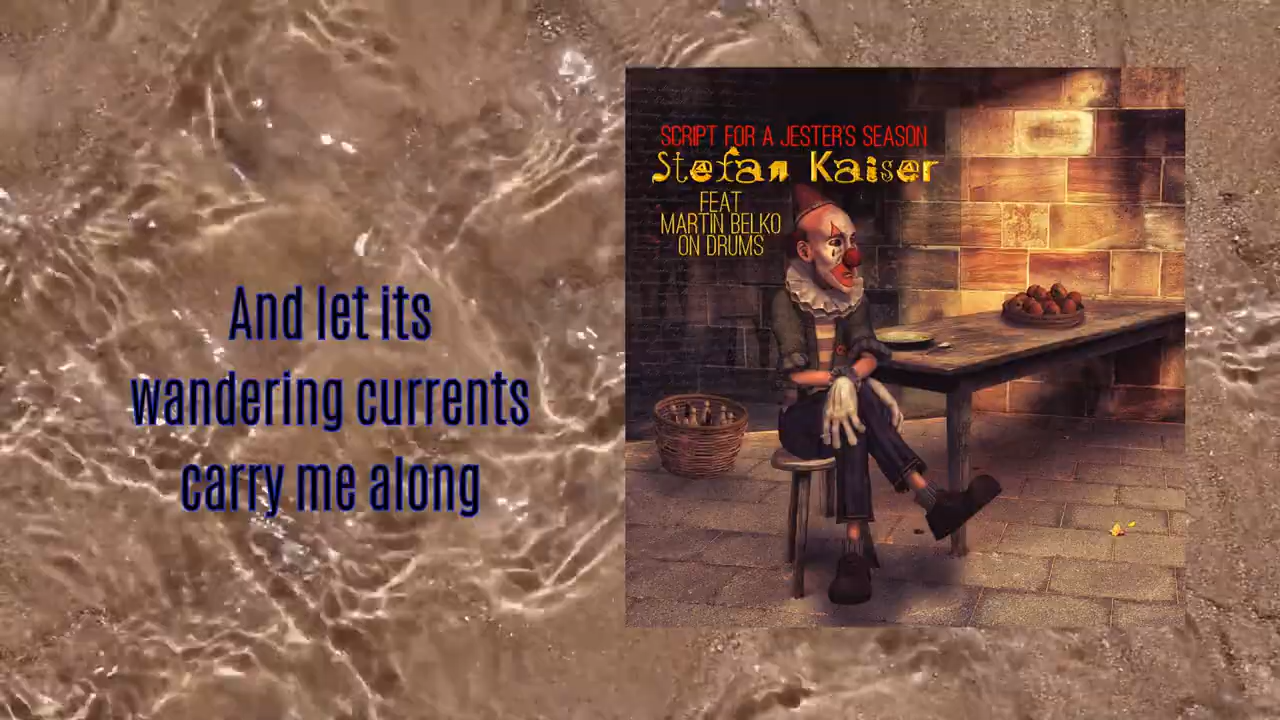 And let its
wandering currents
carry me along
SCRIPT FOR A JESTER'S SEASON
Stefan Kaiser
FEAT
MARTIN BELKO
ON DRUMS